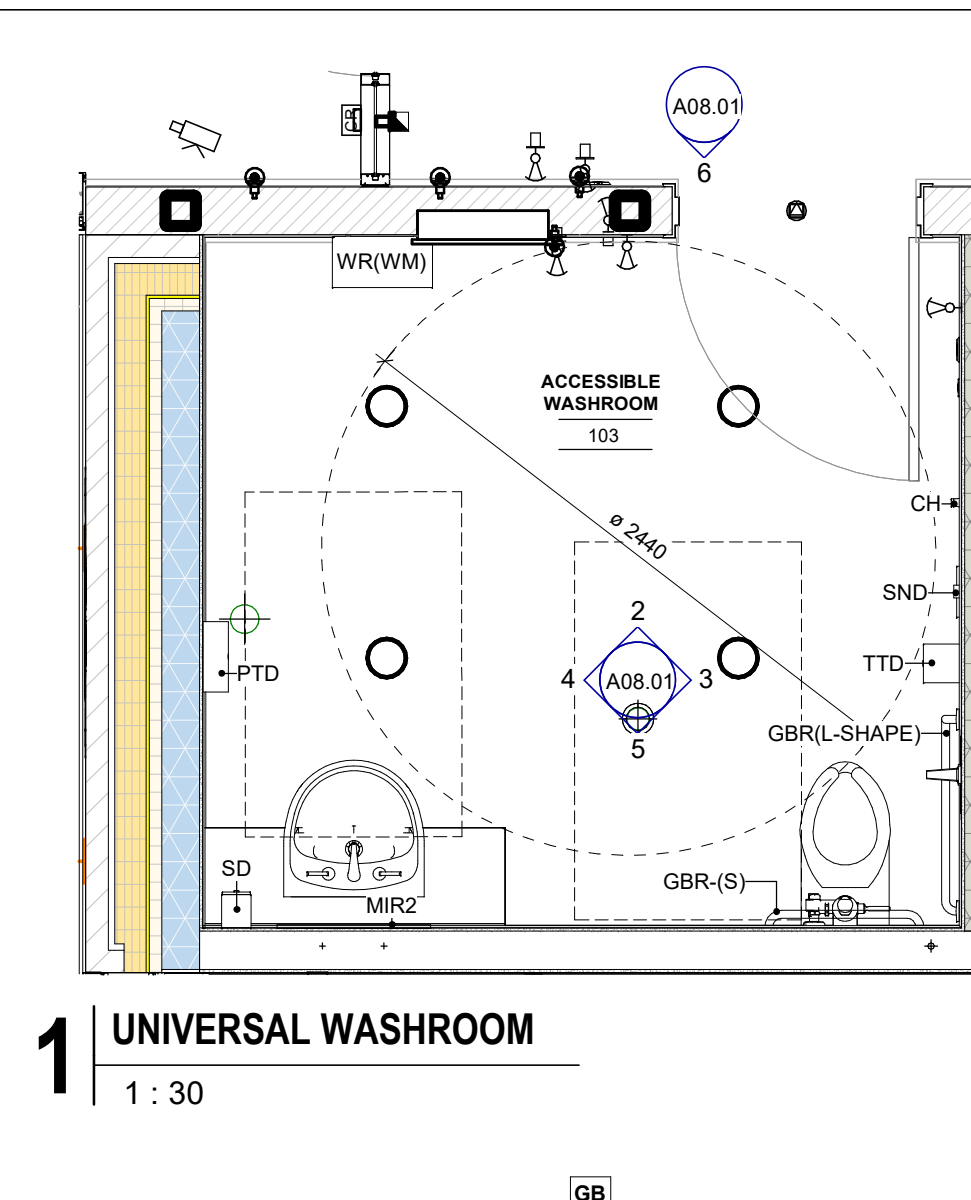 A08.01
6
CR
WR(WM)
ACCESSIBLE
WASHROOM
103
CH
ø 2440
SND
2
4
A08.01
3
5
PTD
TTD
GBR(L-SHAPE)
SD
GBR-(S)
MIR2
1
UNIVERSAL WASHROOM
1 : 30
GB